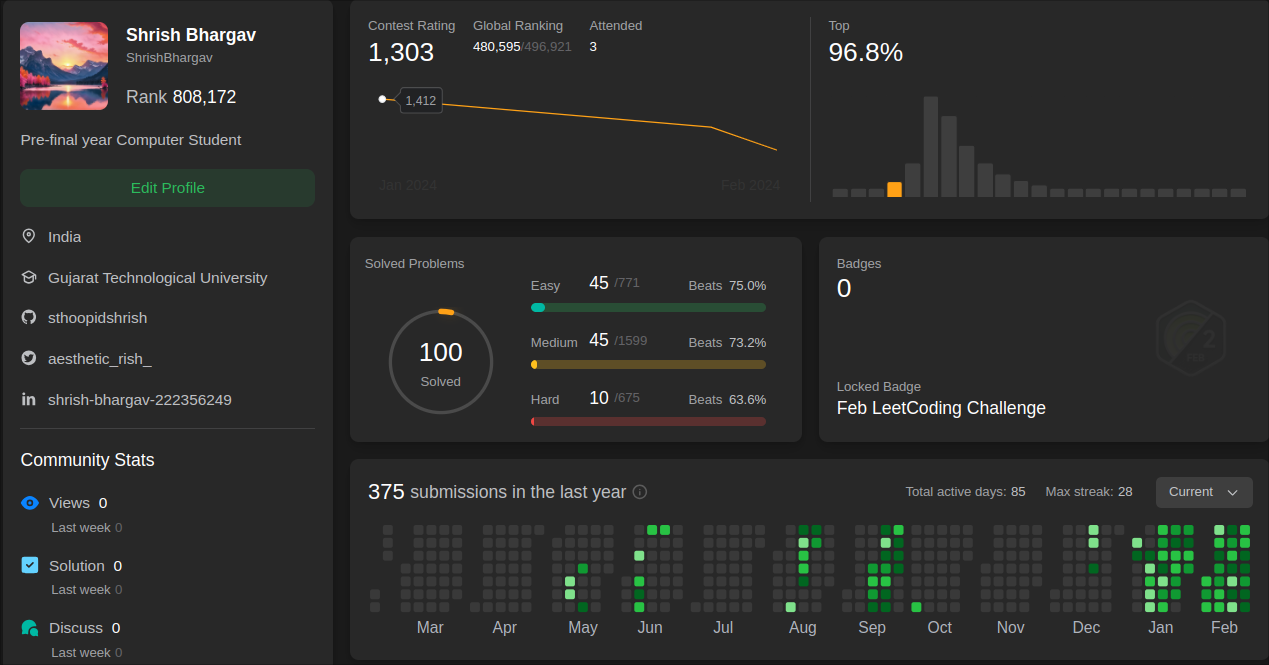 Shrish Bhargav
ShrishBhargav
Rank 808,172
Pre-final year Computer Student
Edit Profile
India
Gujarat Technological University
sthoopidshrish
aesthetic_rish_
shrish-bhargav-222356249
Community Stats
Views 0
Last week 0
Solution 0
Last week 0
Discuss 0
Last week 0
Contest Rating Global Ranking Attended
1,303 480,595/496,921 3
1,412
Jan 2024 Feb 2024
Top
96.8%
Solved Problems
100
Solved
Easy 45 /771 Beats 75.0%
Medium 45 /1599 Beats 73.2%
Hard 10 /675 Beats 63.6%
Badges
0
2
FEB
Locked Badge
Feb LeetCoding Challenge
375 submissions in the last year
Total active days: 85 Max streak: 28 Current
Mar Apr May Jun Jul Aug Sep Oct Nov Dec Jan Feb